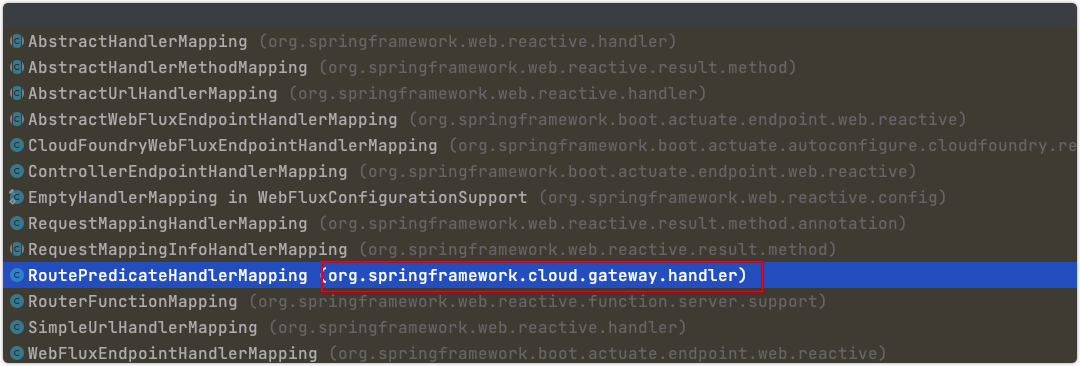 AbstractHandlerMapping (org.springframework.web.reactive.handler)
AbstractHandlerMethodMapping (org.springframework.web.reactive.result.method)
AbstractUrlHandlerMapping (org.springframework.web.reactive.handler)
AbstractWebFluxEndpointHandlerMapping (org.springframework.boot.actuate.endpoint.web.reactive)
CloudFoundryWebFluxEndpointHandlerMapping (org.springframework.boot.actuate.autoconfigure.cloudfoundry.re
ControllerEndpointHandlerMapping (org.springframework.boot.actuate.endpoint.web.reactive)
EmptyHandlerMapping in WebFluxConfigurationSupport (org.springframework.web.reactive.config)
RequestMappingHandlerMapping (org.springframework.web.reactive.result.method.annotation)
RequestMappingInfoHandlerMapping (org.springframework.web.reactive.result.method)
RoutePredicateHandlerMapping (org.springframework.cloud.gateway.handler)
RouterFunctionMapping (org.springframework.web.reactive.function.server.support)
SimpleUrlHandlerMapping (org.springframework.web.reactive.handler)
WebFluxEndpointHandlerMapping (org.springframework.boot.actuate.endpoint.web.reactive)